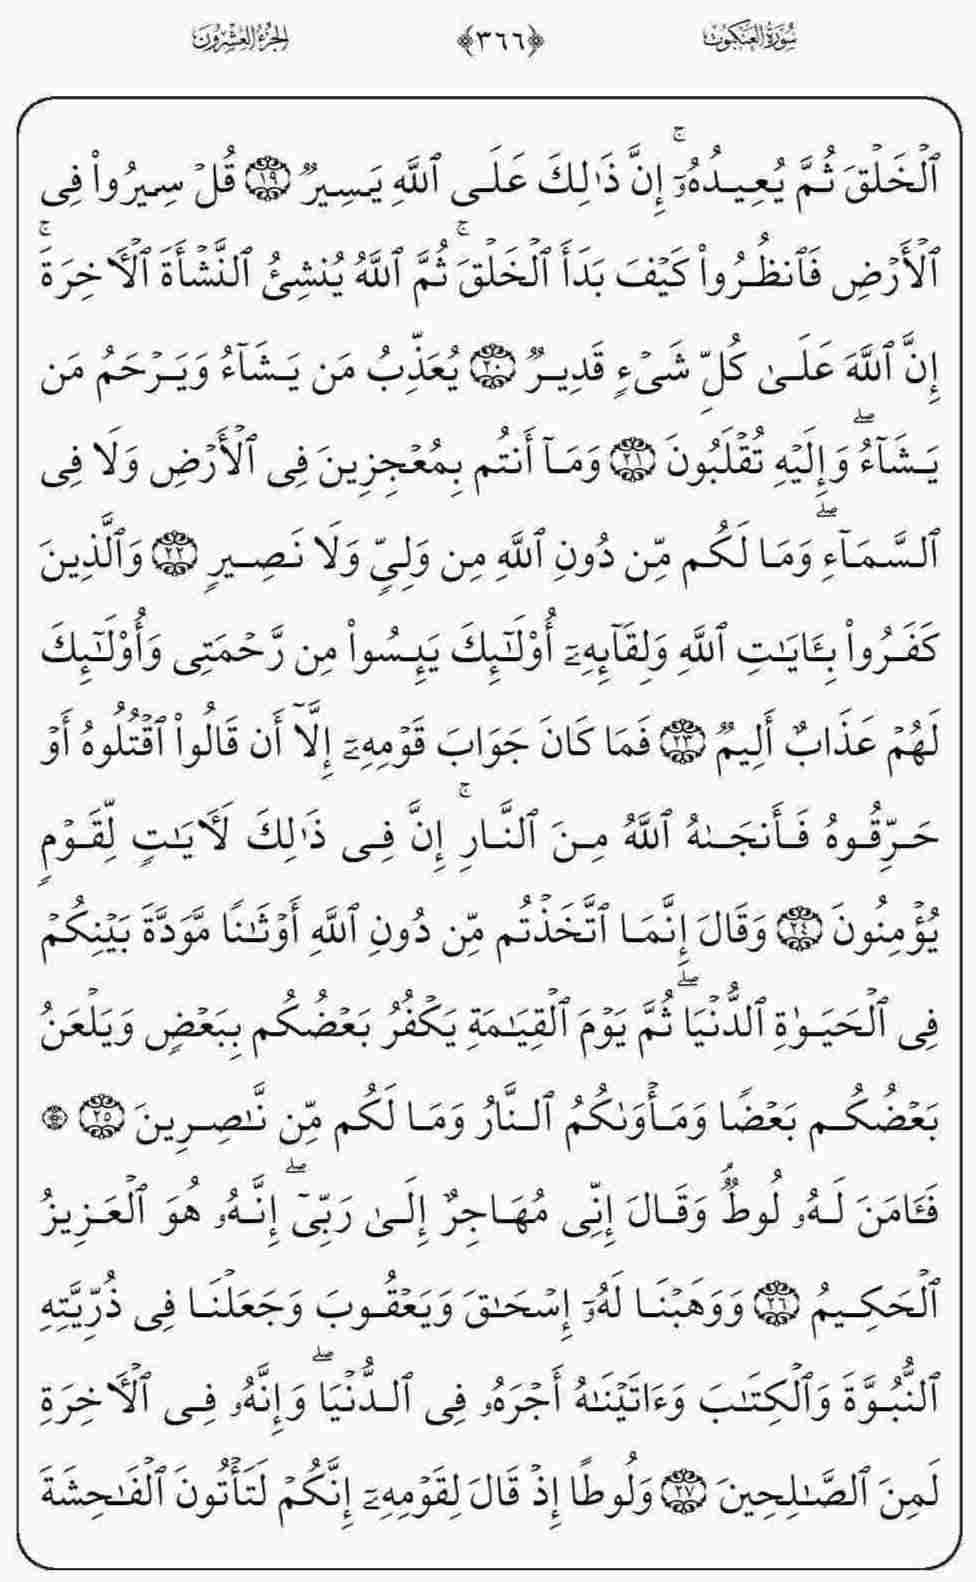 سُورَةُ العَنكَبُوت ﴿٣٦٦﴾ الجُزءُ العِشْرُونَ
ٱلْخَلْقَ ثُمَّ يُعِيدُهُۥٓ ۚ إِنَّ ذَٰلِكَ عَلَى ٱللَّهِ يَسِيرٌ ١٩ قُلْ سِيرُوا۟ فِى
ٱلْأَرْضِ فَٱنظُرُوا۟ كَيْفَ بَدَأَ ٱلْخَلْقَ ۚ ثُمَّ ٱللَّهُ يُنشِئُ ٱلنَّشْأَةَ ٱلْـَٔاخِرَةَ ۚ
إِنَّ ٱللَّهَ عَلَىٰ كُلِّ شَىْءٍ قَدِيرٌ ٢٠ يُعَذِّبُ مَن يَشَآءُ وَيَرْحَمُ مَن
يَشَآءُ ۖ وَإِلَيْهِ تُقْلَبُونَ ٢١ وَمَآ أَنتُم بِمُعْجِزِينَ فِى ٱلْأَرْضِ وَلَا فِى
ٱلسَّمَآءِ ۖ وَمَا لَكُم مِّن دُونِ ٱللَّهِ مِن وَلِىٍّ وَلَا نَصِيرٍ ٢٢ وَٱلَّذِينَ
كَفَرُوا۟ بِـَٔايَـٰتِ ٱللَّهِ وَلِقَآئِهِۦٓ أُو۟لَـٰٓئِكَ يَئِسُوا۟ مِن رَّحْمَتِى وَأُو۟لَـٰٓئِكَ
لَهُمْ عَذَابٌ أَلِيمٌ ٢٣ فَمَا كَانَ جَوَابَ قَوْمِهِۦٓ إِلَّآ أَن قَالُوا۟ ٱقْتُلُوهُ أَوْ
حَرِّقُوهُ فَأَنجَىٰهُ ٱللَّهُ مِنَ ٱلنَّارِ ۚ إِنَّ فِى ذَٰلِكَ لَـَٔايَـٰتٍ لِّقَوْمٍ
يُؤْمِنُونَ ٢٤ وَقَالَ إِنَّمَا ٱتَّخَذْتُم مِّن دُونِ ٱللَّهِ أَوْثَـٰنًا مَّوَدَّةَ بَيْنِكُمْ
فِى ٱلْحَيَوٰةِ ٱلدُّنْيَا ۖ ثُمَّ يَوْمَ ٱلْقِيَـٰمَةِ يَكْفُرُ بَعْضُكُم بِبَعْضٍ وَيَلْعَنُ
بَعْضُكُم بَعْضًا وَمَأْوَىٰكُمُ ٱلنَّارُ وَمَا لَكُم مِّن نَّـٰصِرِينَ ٢٥
فَـَٔامَنَ لَهُۥ لُوطٌ ۘ وَقَالَ إِنِّى مُهَاجِرٌ إِلَىٰ رَبِّىٓ ۖ إِنَّهُۥ هُوَ ٱلْعَزِيزُ
ٱلْحَكِيمُ ٢٦ وَوَهَبْنَا لَهُۥٓ إِسْحَـٰقَ وَيَعْقُوبَ وَجَعَلْنَا فِى ذُرِّيَّتِهِ
ٱلنُّبُوَّةَ وَٱلْكِتَـٰبَ وَءَاتَيْنَـٰهُ أَجْرَهُۥ فِى ٱلدُّنْيَا ۖ وَإِنَّهُۥ فِى ٱلْـَٔاخِرَةِ
لَمِنَ ٱلصَّـٰلِحِينَ ٢٧ وَلُوطًا إِذْ قَالَ لِقَوْمِهِۦٓ إِنَّكُمْ لَتَأْتُونَ ٱلْفَـٰحِشَةَ